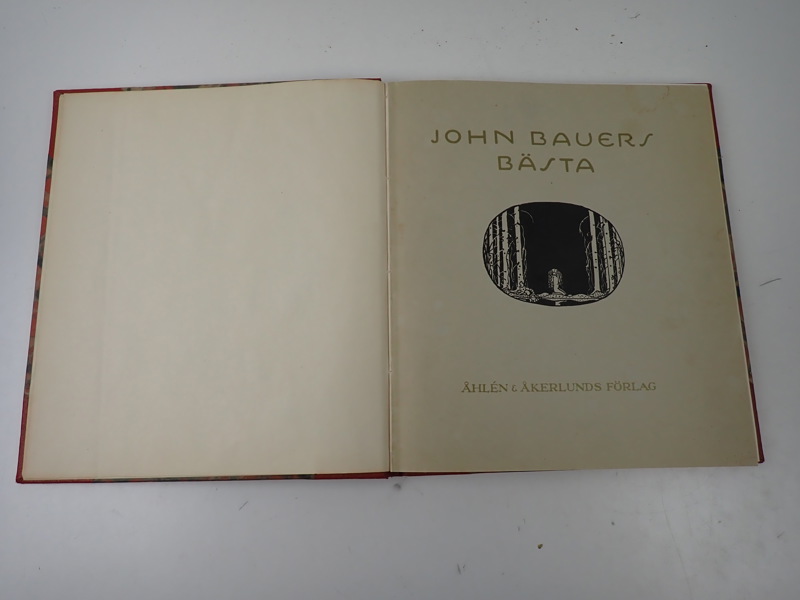 JOHN BAUERS
BÄSTA
ÅHLÉN & ÅKERLUNDS FÖRLAG